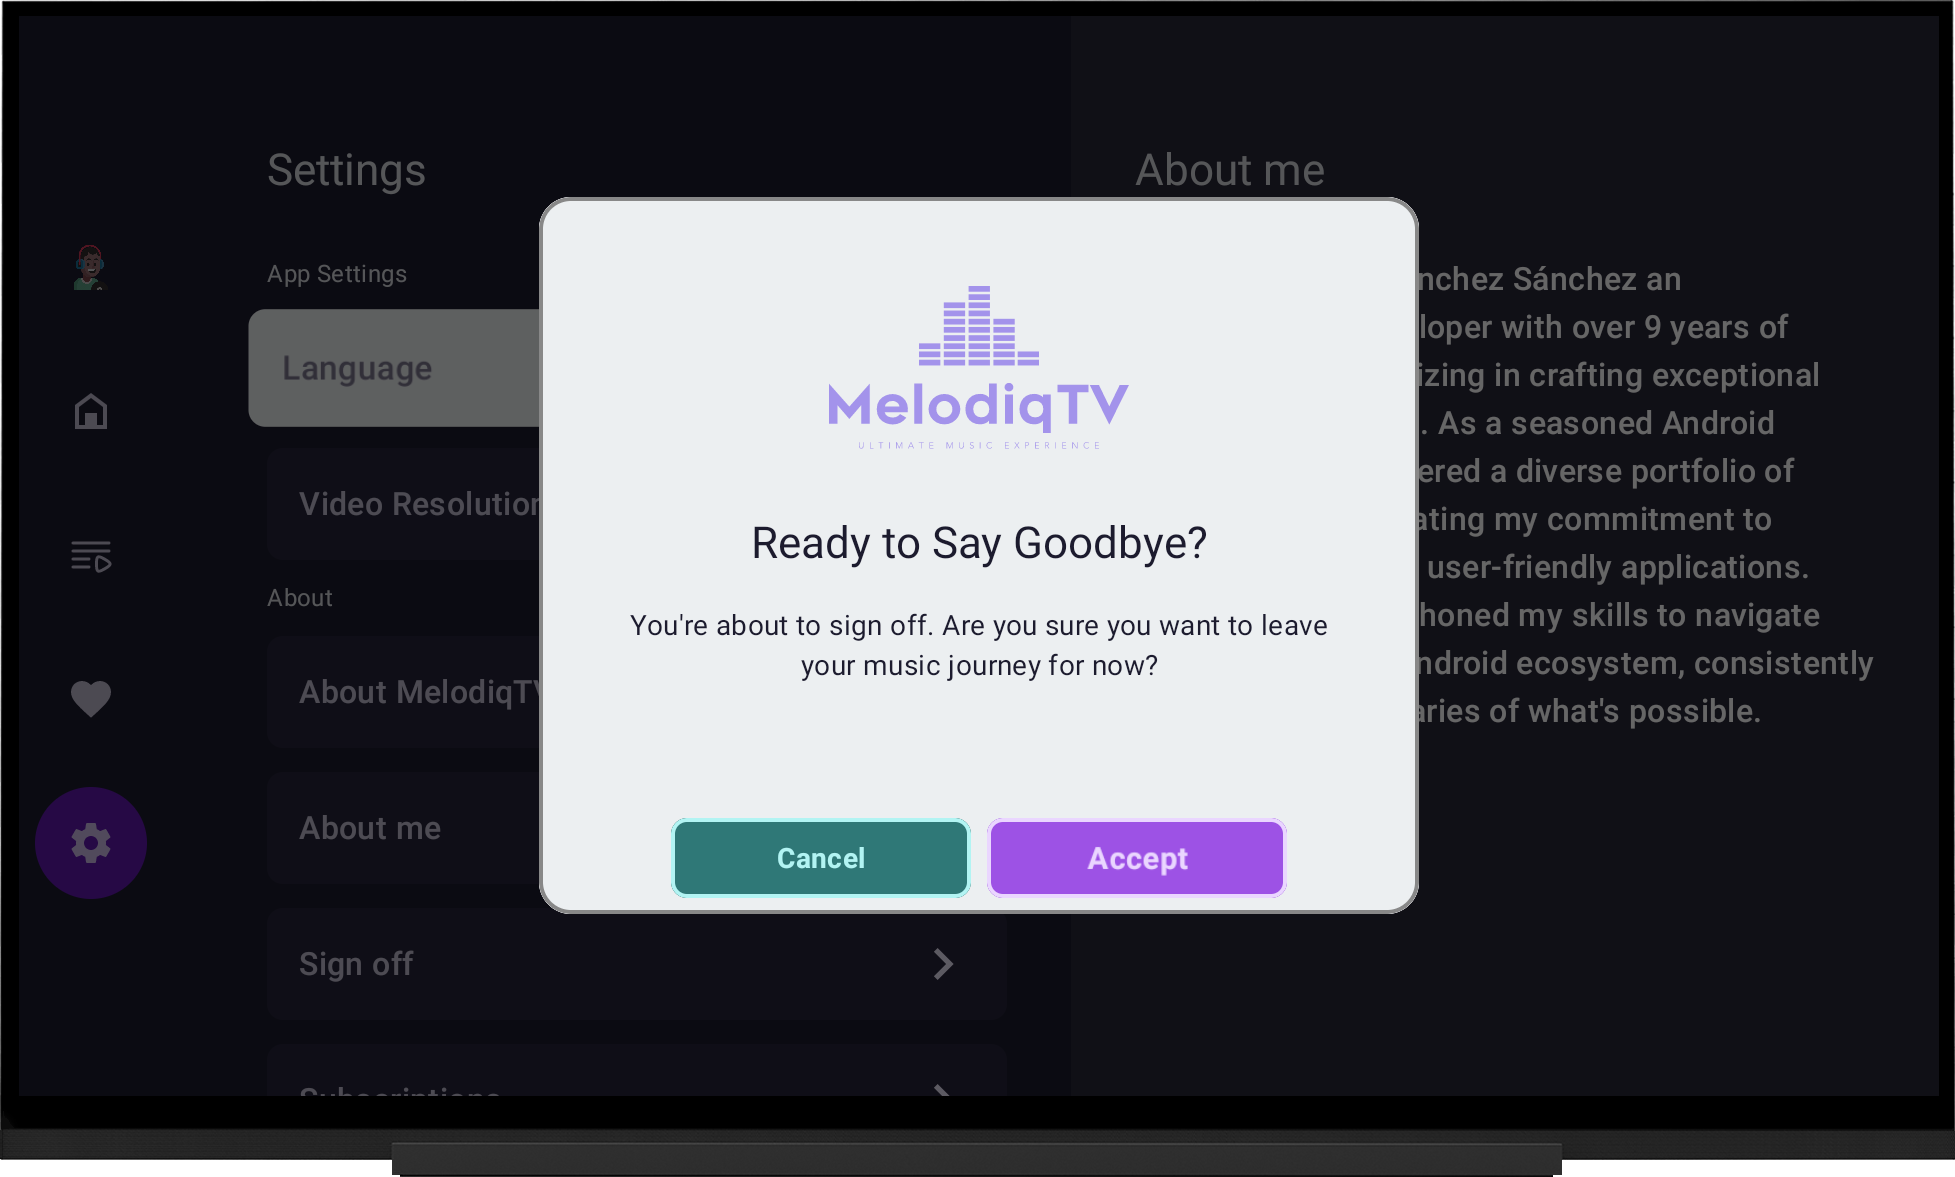 Settings
App Settings
Language
Video Resolution
About
About MelodiqTV
About me
Sign off
Subscriptions
About me
nchez Sánchez an
loper with over 9 years of
izing in crafting exceptional
. As a seasoned Android
ered a diverse portfolio of
ating my commitment to
user-friendly applications.
honed my skills to navigate
ndroid ecosystem, consistently
aries of what's possible.
MelodiqTV
ULTIMATE MUSIC EXPERIENCE
Ready to Say Goodbye?
You're about to sign off. Are you sure you want to leave
your music journey for now?
Cancel
Accept